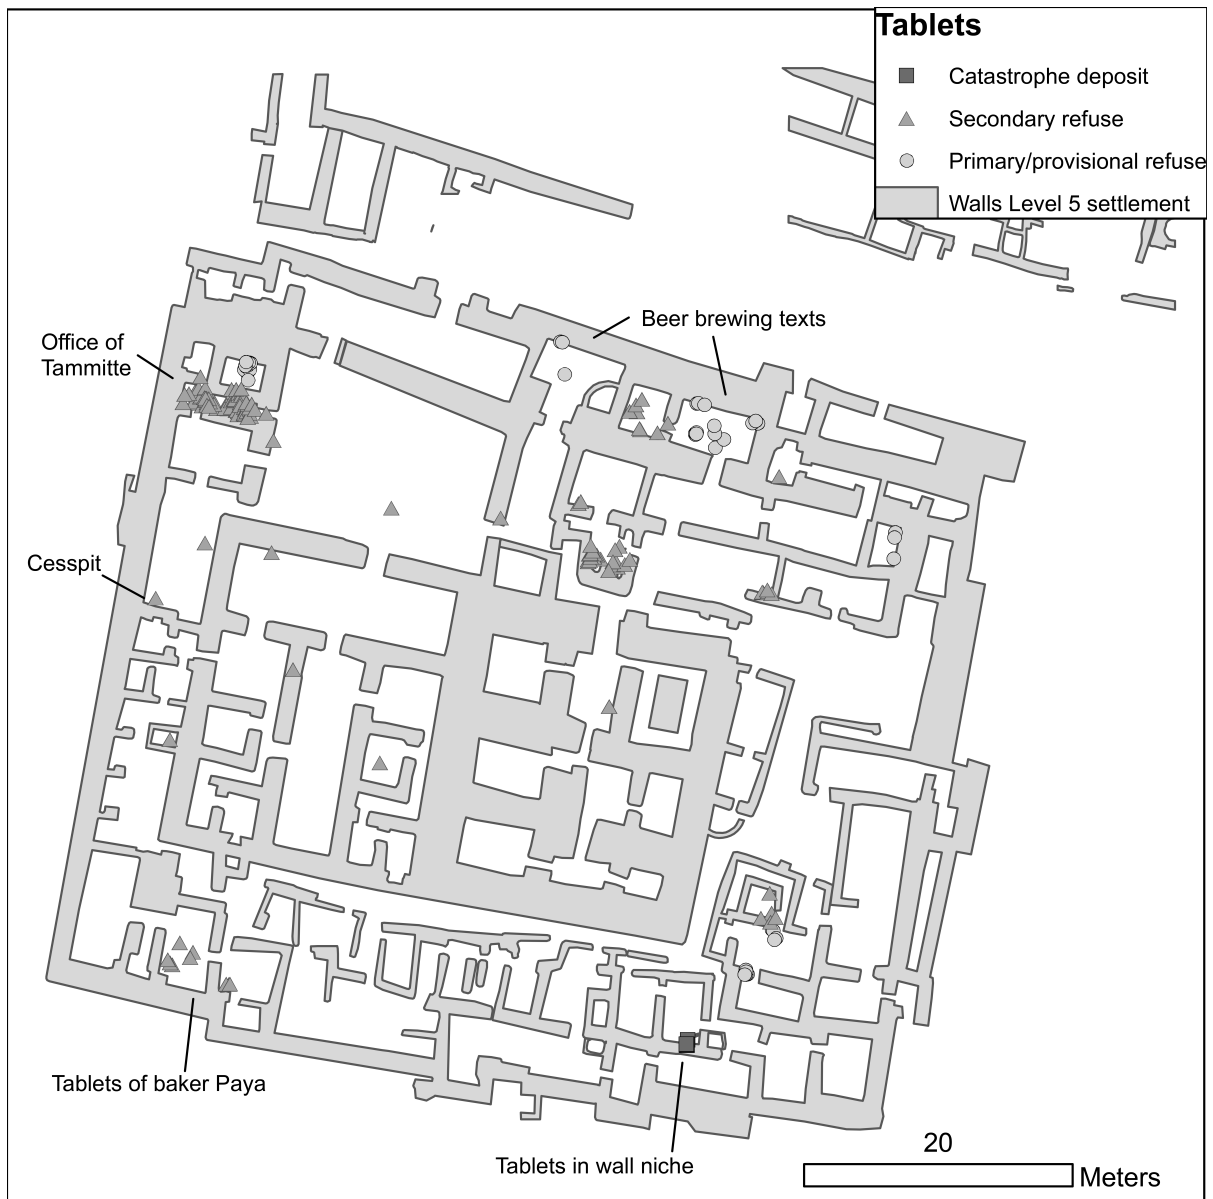 Tablets
Catastrophe deposit
Secondary refuse
Primary/provisional refuse
Walls Level 5 settlement
Beer brewing texts
Office of
Tammitte
Cesspit
Tablets of baker Paya
Tablets in wall niche
20
Meters